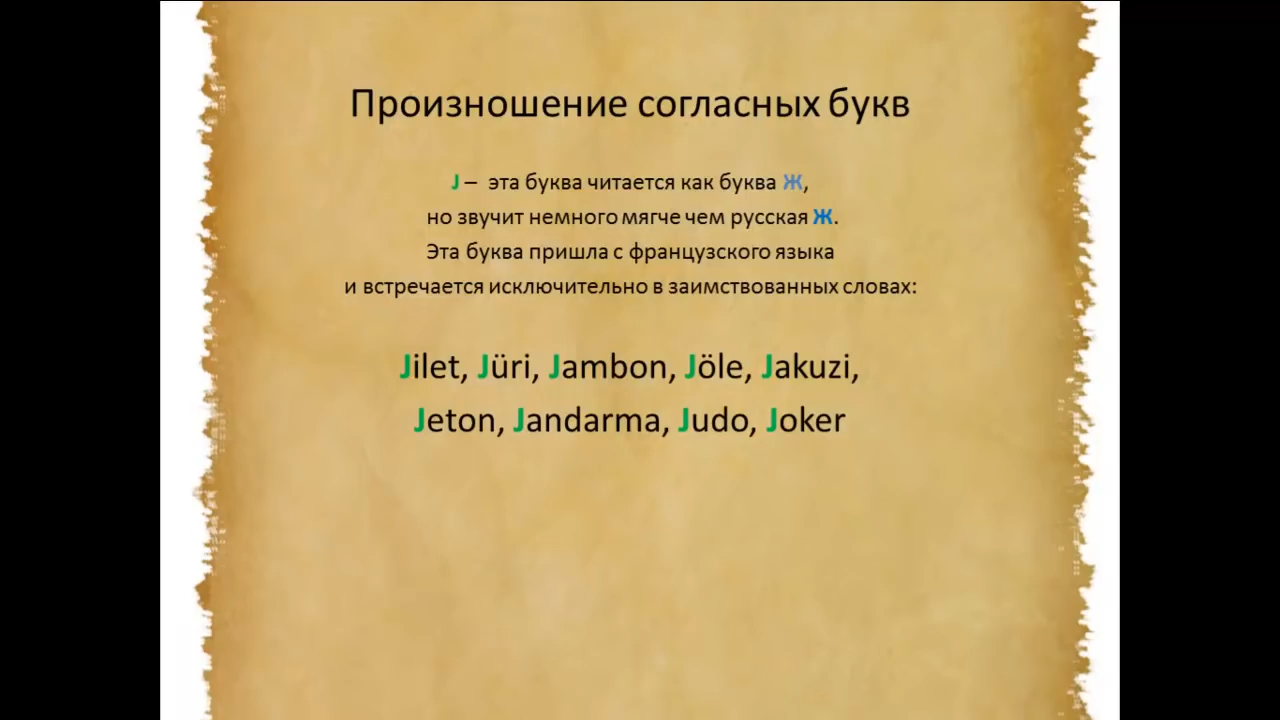 Произношение согласных букв
J – эта буква читается как буква Ж,
но звучит немного мягче чем русская Ж.
Эта буква пришла с французского языка
и встречается исключительно в заимствованных словах:
Jilet, Jüri, Jambon, Jöle, Jakuzi,
Jeton, Jandarma, Judo, Joker